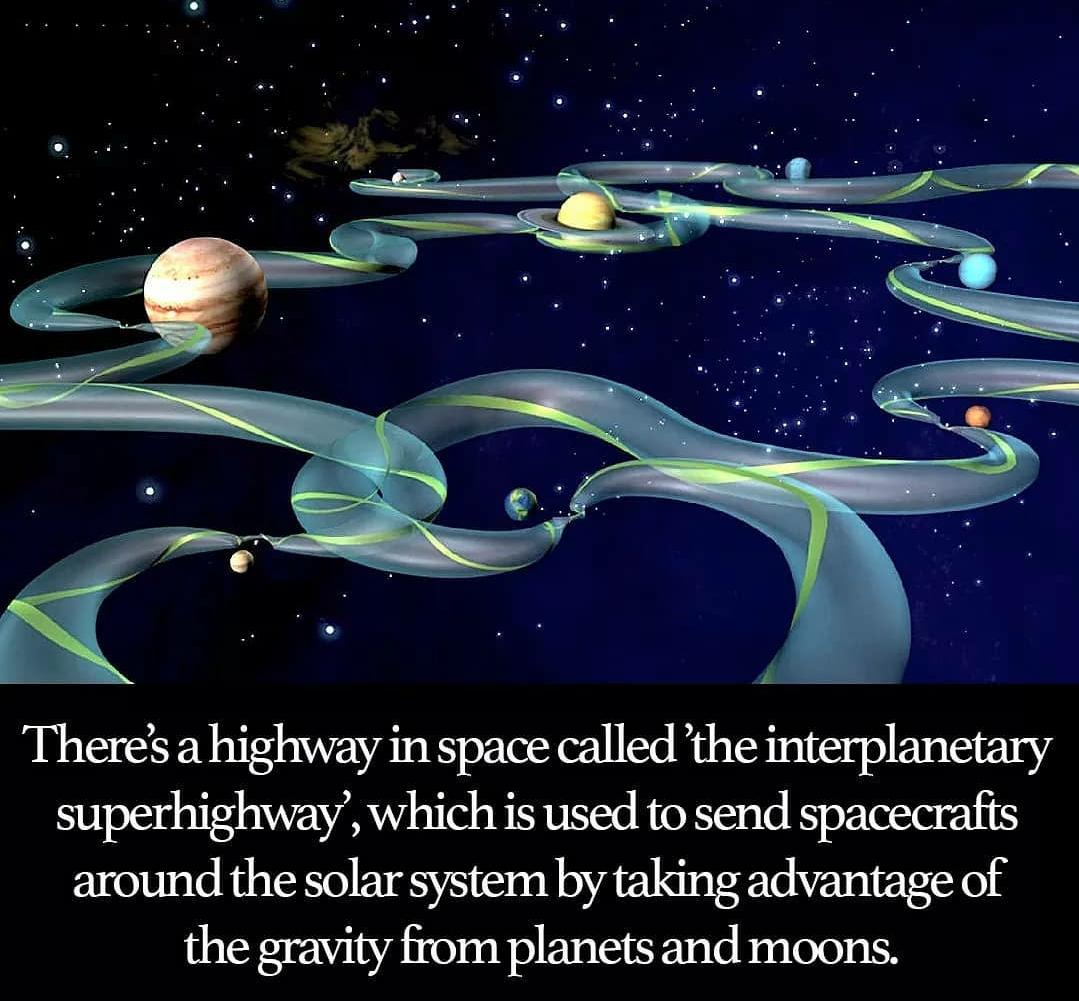 There's a highway in space called 'the interplanetary
superhighway', which is used to send spacecrafts
around the solar system by taking advantage of
the gravity from planets and moons.